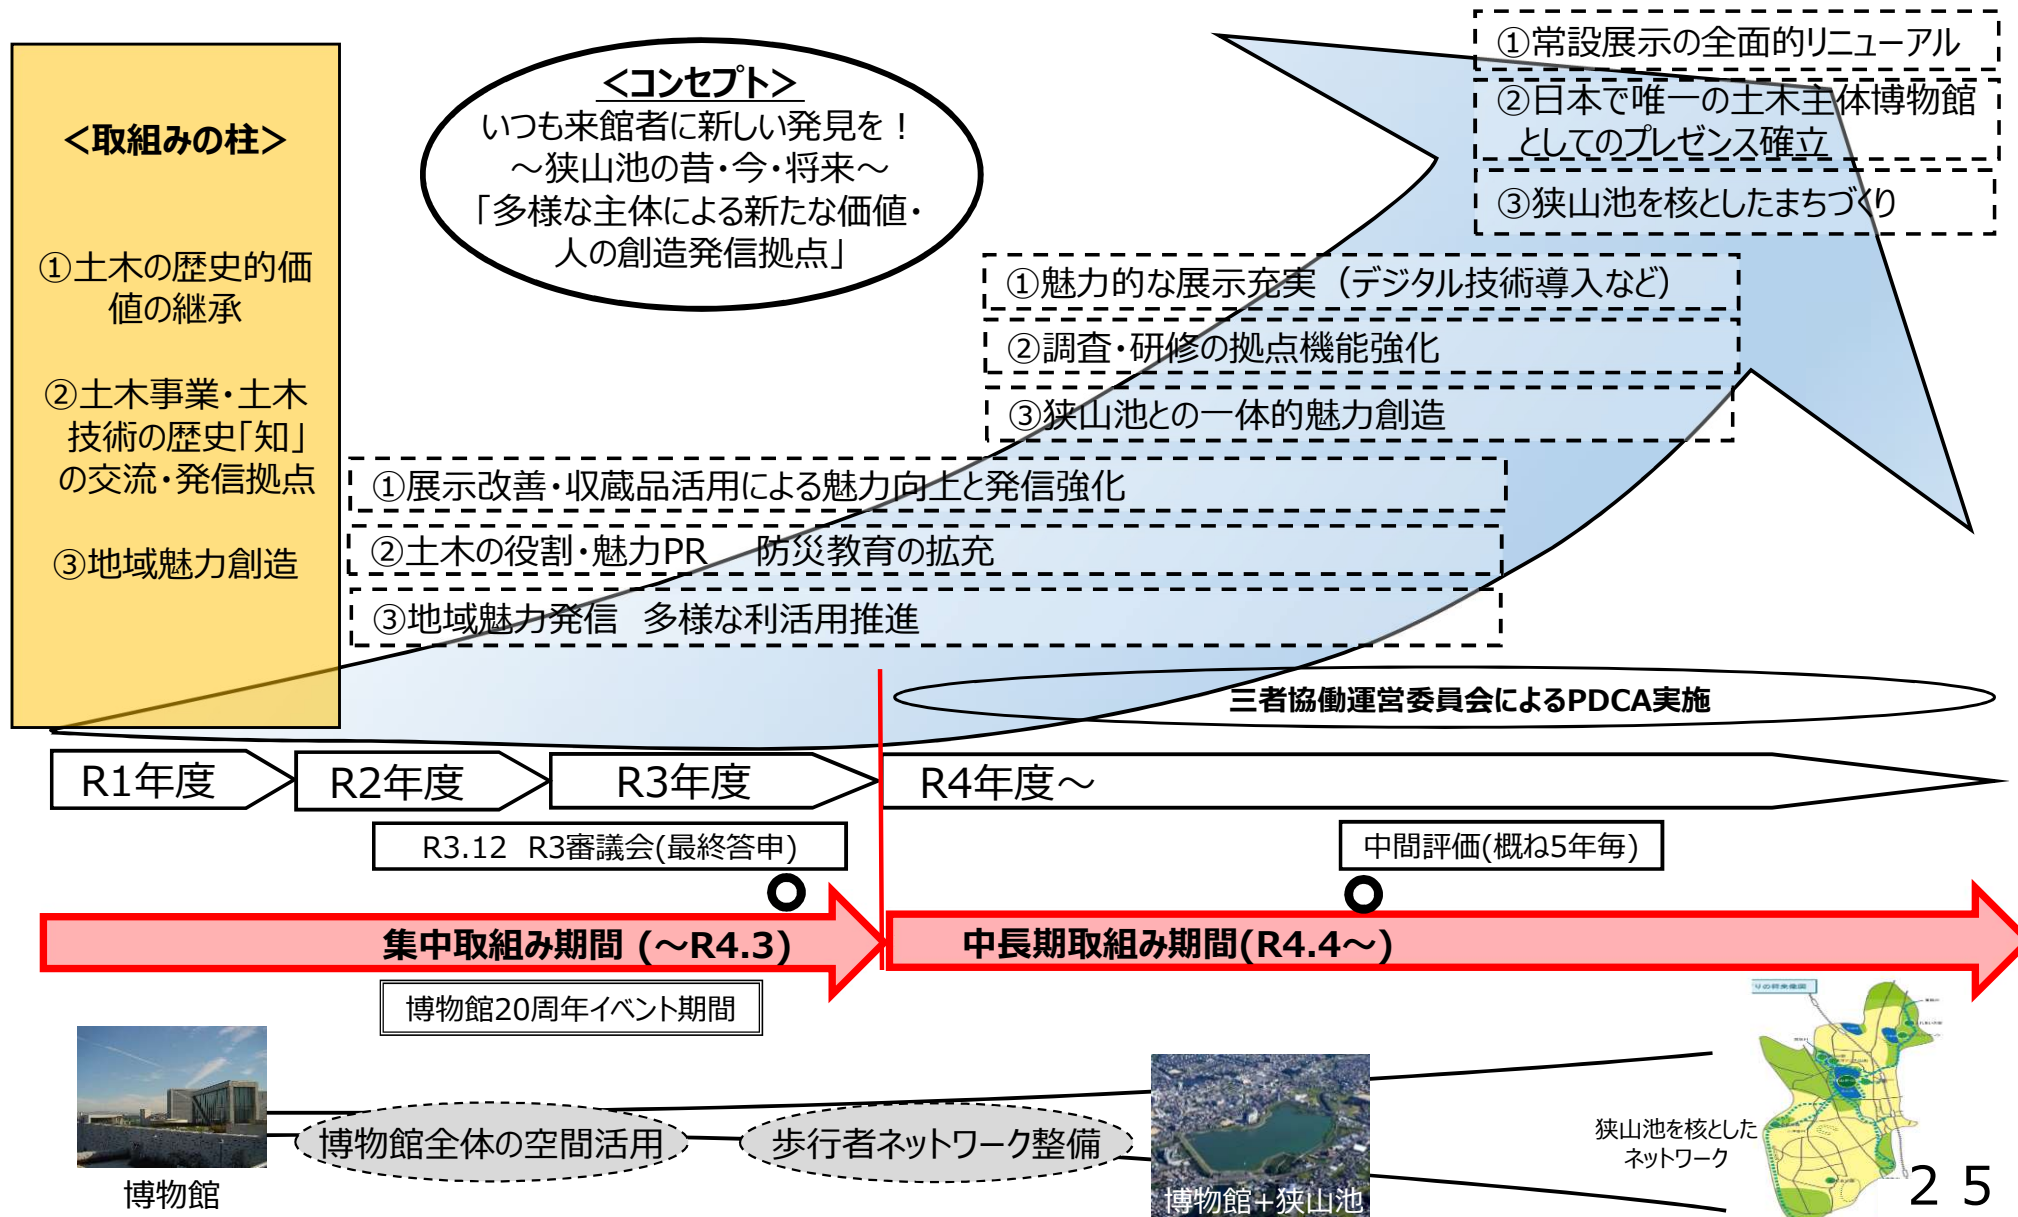 ＜取組みの柱＞
①土木の歴史的価
値の継承
②土木事業・土木
技術の歴史「知」
の交流・発信拠点
③地域魅力創造
＜コンセプト＞
いつも来館者に新しい発見を！
～狭山池の昔・今・将来～
「多様な主体による新たな価値・
人の創造発信拠点」
①常設展示の全面的リニューアル
②日本で唯一の土木主体博物館
としてのプレゼンス確立
③狭山池を核としたまちづくり
①魅力的な展示充実（デジタル技術導入など）
②調査・研修の拠点機能強化
③狭山池との一体的魅力創造
①展示改善・収蔵品活用による魅力向上と発信強化
②土木の役割・魅力PR　防災教育の拡充
③地域魅力発信　多様な利活用推進
三者協働運営委員会によるPDCA実施
R1年度
R2年度
R3年度
R4年度～
R3.12 R3審議会(最終答申)
中間評価(概ね5年毎)
集中取組み期間 (～R4.3)
中長期取組み期間(R4.4～)
博物館20周年イベント期間
博物館全体の空間活用
歩行者ネットワーク整備
博物館
博物館+狭山池
狭山池を核とした
ネットワーク
２５